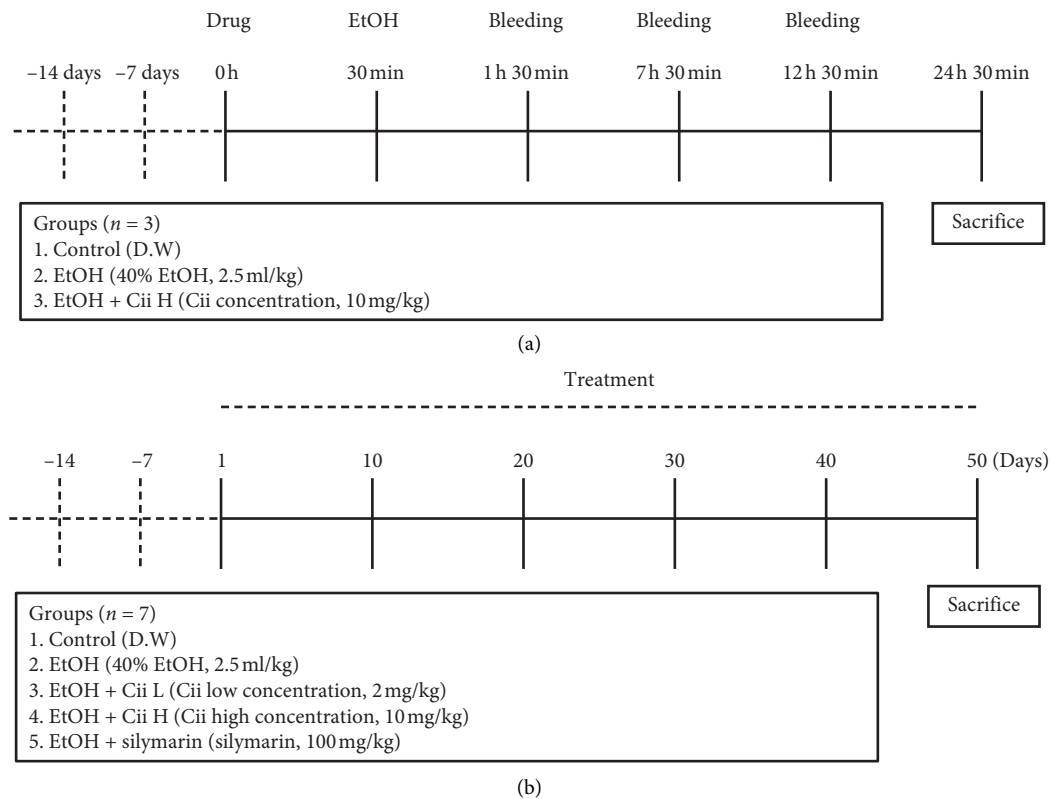 Drug EtOH Bleeding Bleeding Bleeding
–14 days –7 days 0 h 30 min 1 h 30 min 7 h 30 min 12 h 30 min 24 h 30 min
Groups (n = 3)
1. Control (D.W)
2. EtOH (40% EtOH, 2.5 ml/kg)
3. EtOH + Cii H (Cii concentration, 10 mg/kg)
Sacrifice
(a)
Treatment
–14 –7 1 10 20 30 40 50 (Days)
Groups (n = 7)
1. Control (D.W)
2. EtOH (40% EtOH, 2.5 ml/kg)
3. EtOH + Cii L (Cii low concentration, 2 mg/kg)
4. EtOH + Cii H (Cii high concentration, 10 mg/kg)
5. EtOH + silymarin (silymarin, 100 mg/kg)
Sacrifice
(b)